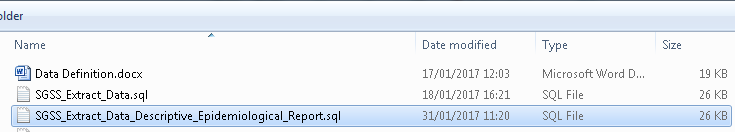 older
Name Date modified Type Size
Data Definition.docx 17/01/2017 12:03 Microsoft Word D... 19 KB
SGSS_Extract_Data.sql 18/01/2017 16:21 SQL File 26 KB
SGSS_Extract_Data_Descriptive_Epidemiological_Report.sql 31/01/2017 11:20 SQL File 26 KB